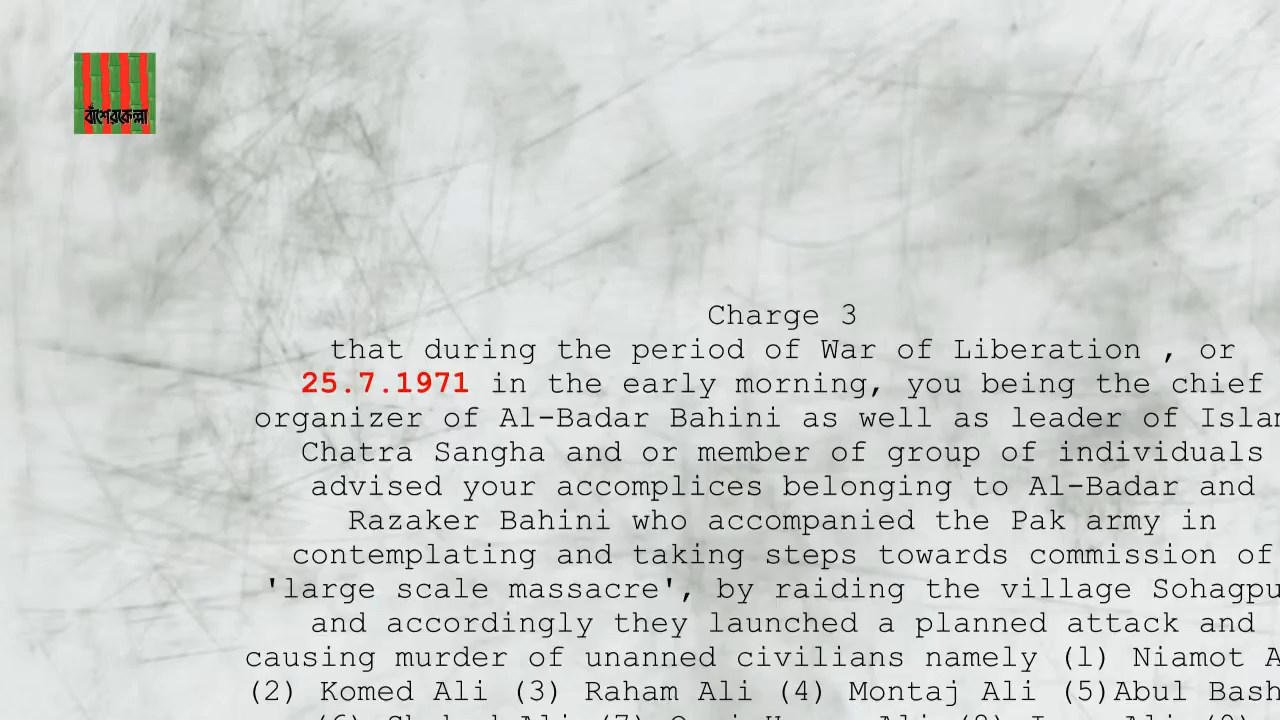 বাঁশেরকেল্লা
Charge 3
that during the period of War of Liberation , or
25.7.1971 in the early morning, you being the chief
organizer of Al-Badar Bahini as well as leader of Islam
Chatra Sangha and or member of group of individuals
advised your accomplices belonging to Al-Badar and
Razaker Bahini who accompanied the Pak army in
contemplating and taking steps towards commission of
'large scale massacre', by raiding the village Sohagpu
and accordingly they launched a planned attack and
causing murder of unanned civilians namely (1) Niamot A
(2) Komed Ali (3) Raham Ali (4) Montaj Ali (5)Abul Bash